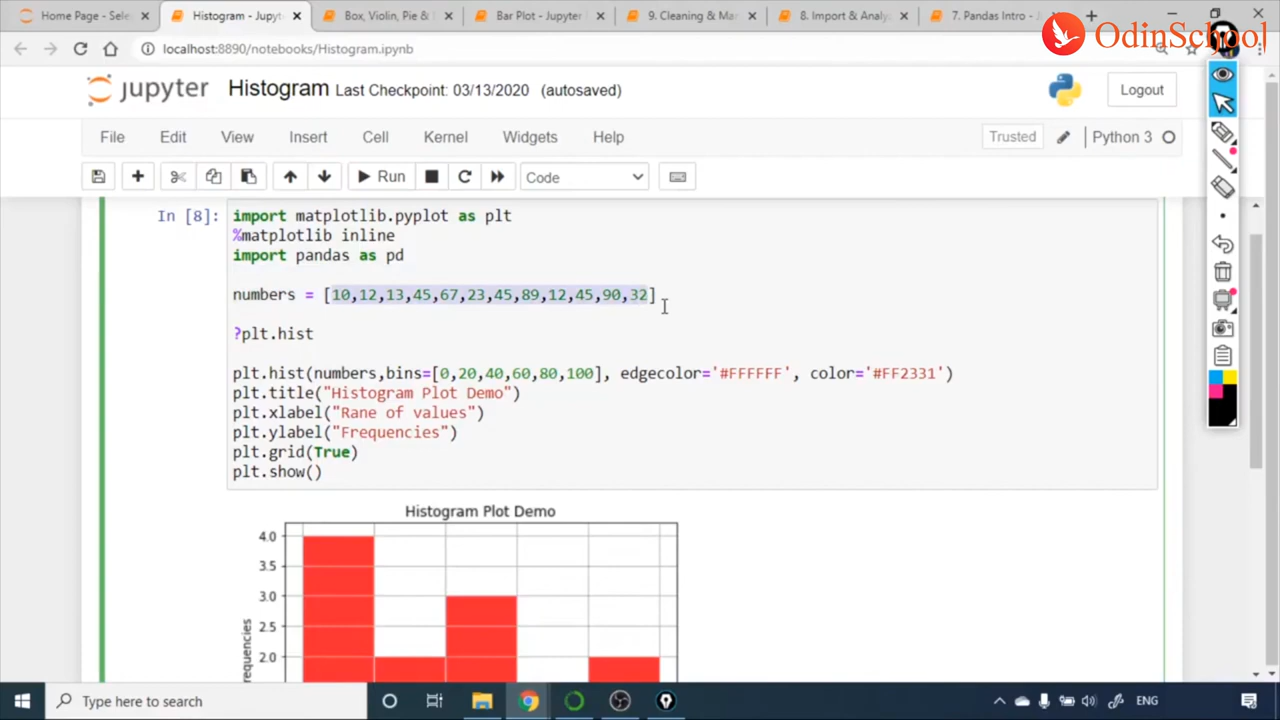 Home Page - Sele
Histogram - Jupyt
Box, Violin, Pie & 
Bar Plot - Jupyter 
9. Cleaning & Mar
8. Import & Analy
7. Pandas Intro - J
OdinSchool
localhost:8890/notebooks/Histogram.ipynb
jupyter Histogram Last Checkpoint: 03/13/2020 (autosaved)
Logout
File Edit View Insert Cell Kernel Widgets Help Trusted Python 3
Run Code
In [8]: import matplotlib.pyplot as plt
%matplotlib inline
import pandas as pd
numbers = [10,12,13,45,67,23,45,89,12,45,90,32]
?plt.hist
plt.hist(numbers,bins=[0,20,40,60,80,100], edgecolor='#FFFFFF', color='#FF2331')
plt.title("Histogram Plot Demo")
plt.xlabel("Rane of values")
plt.ylabel("Frequencies")
plt.grid(True)
plt.show()
Histogram Plot Demo
4.0
3.5
3.0
2.5
2.0
requencies
Type here to search
ENG